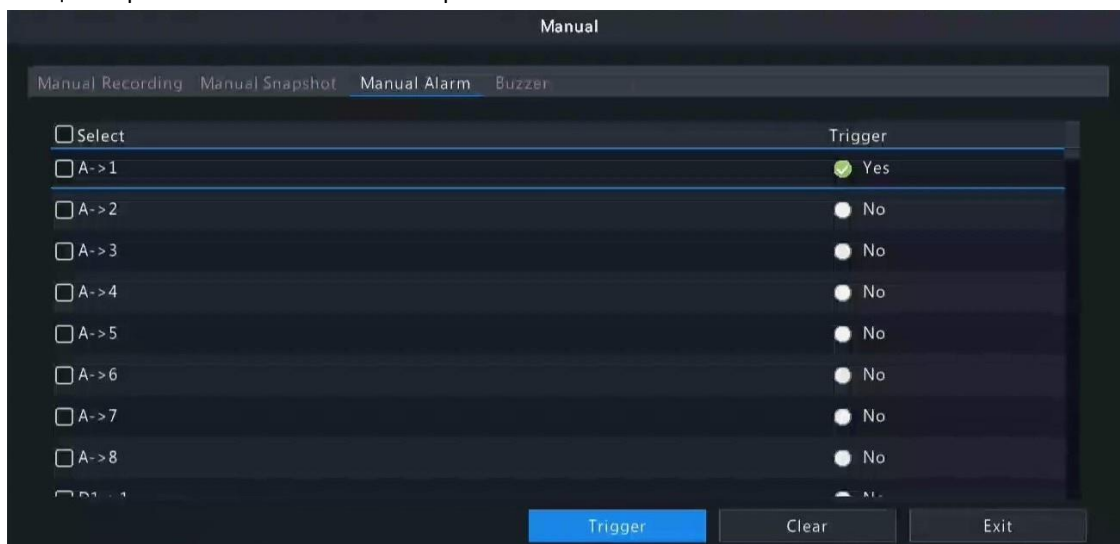 Manual
Manual Recording Manual Snapshot Manual Alarm Buzzer
Select Trigger
A->1 Yes
A->2 No
A->3 No
A->4 No
A->5 No
A->6 No
A->7 No
A->8 No
Trigger Clear Exit